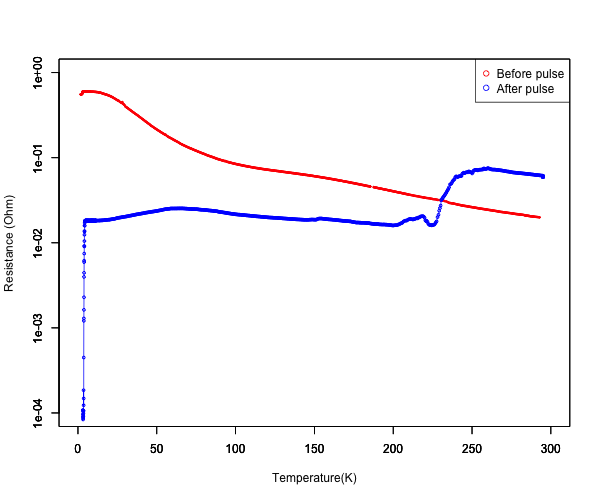 Before pulse
After pulse
1e+00
1e-01
1e-02
1e-03
1e-04
Resistance (Ohm)
0 50 100 150 200 250 300
Temperature(K)